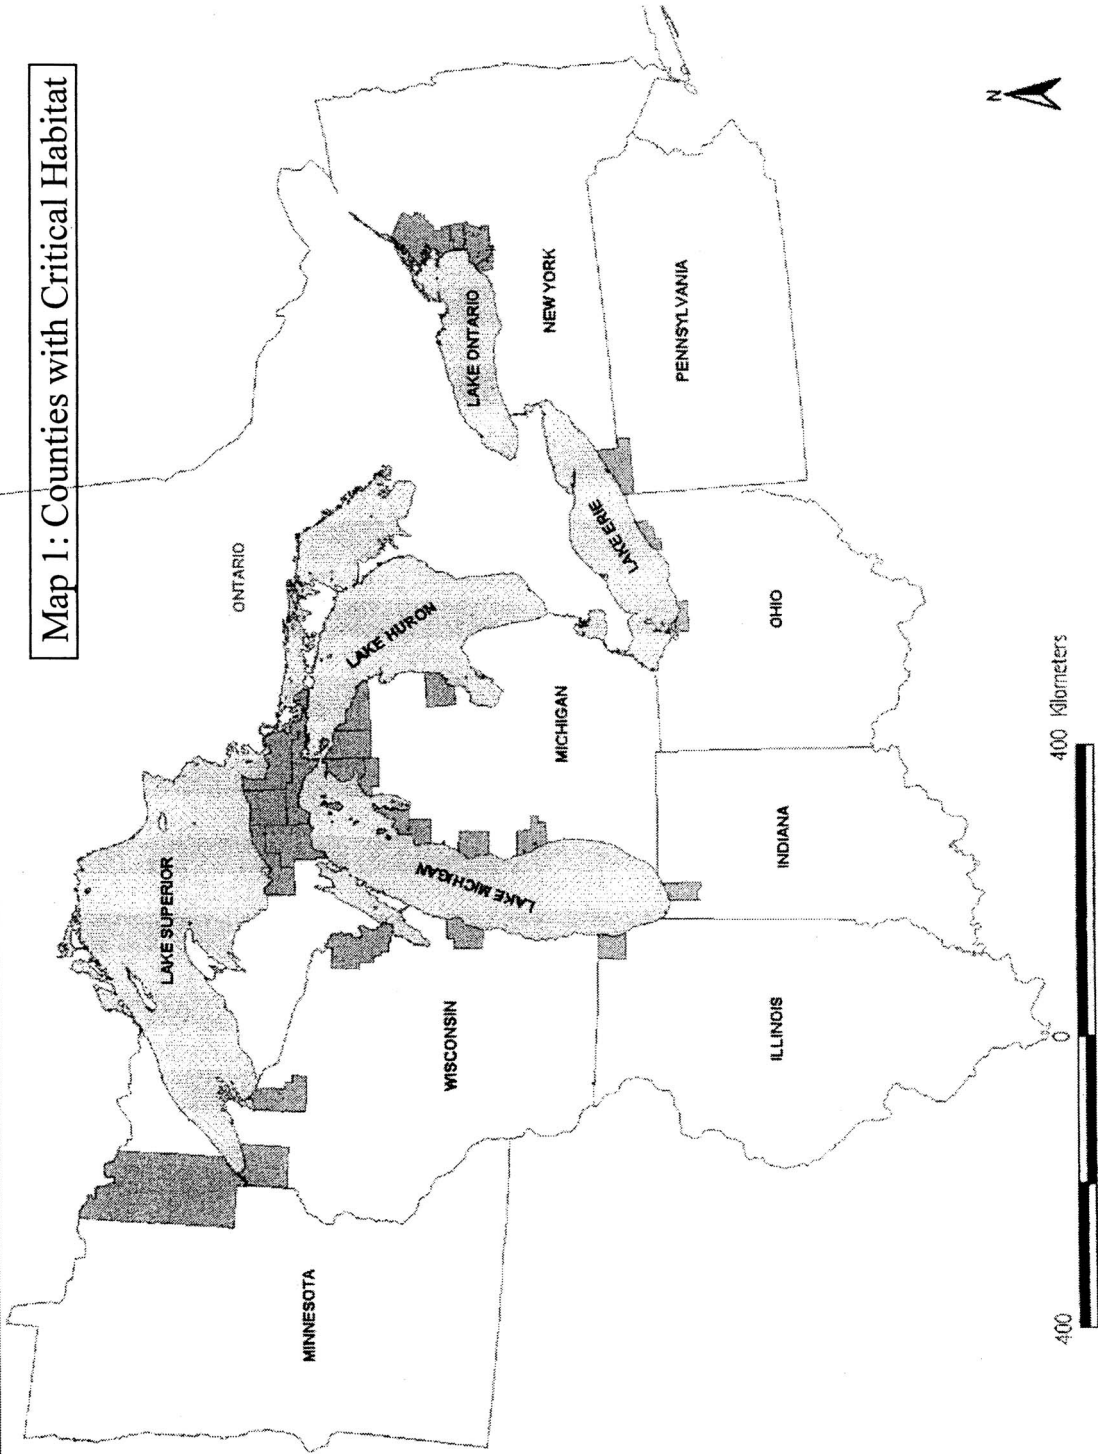 Map 1: Counties with Critical Habitat
N
ONTARIO
LAKE SUPERIOR
LAKE HURON
LAKE ONTARIO
LAKE MICHIGAN
LAKE ERIE
MINNESOTA
WISCONSIN
MICHIGAN
NEW YORK
PENNSYLVANIA
ILLINOIS
INDIANA
OHIO
400
0
400 Kilometers